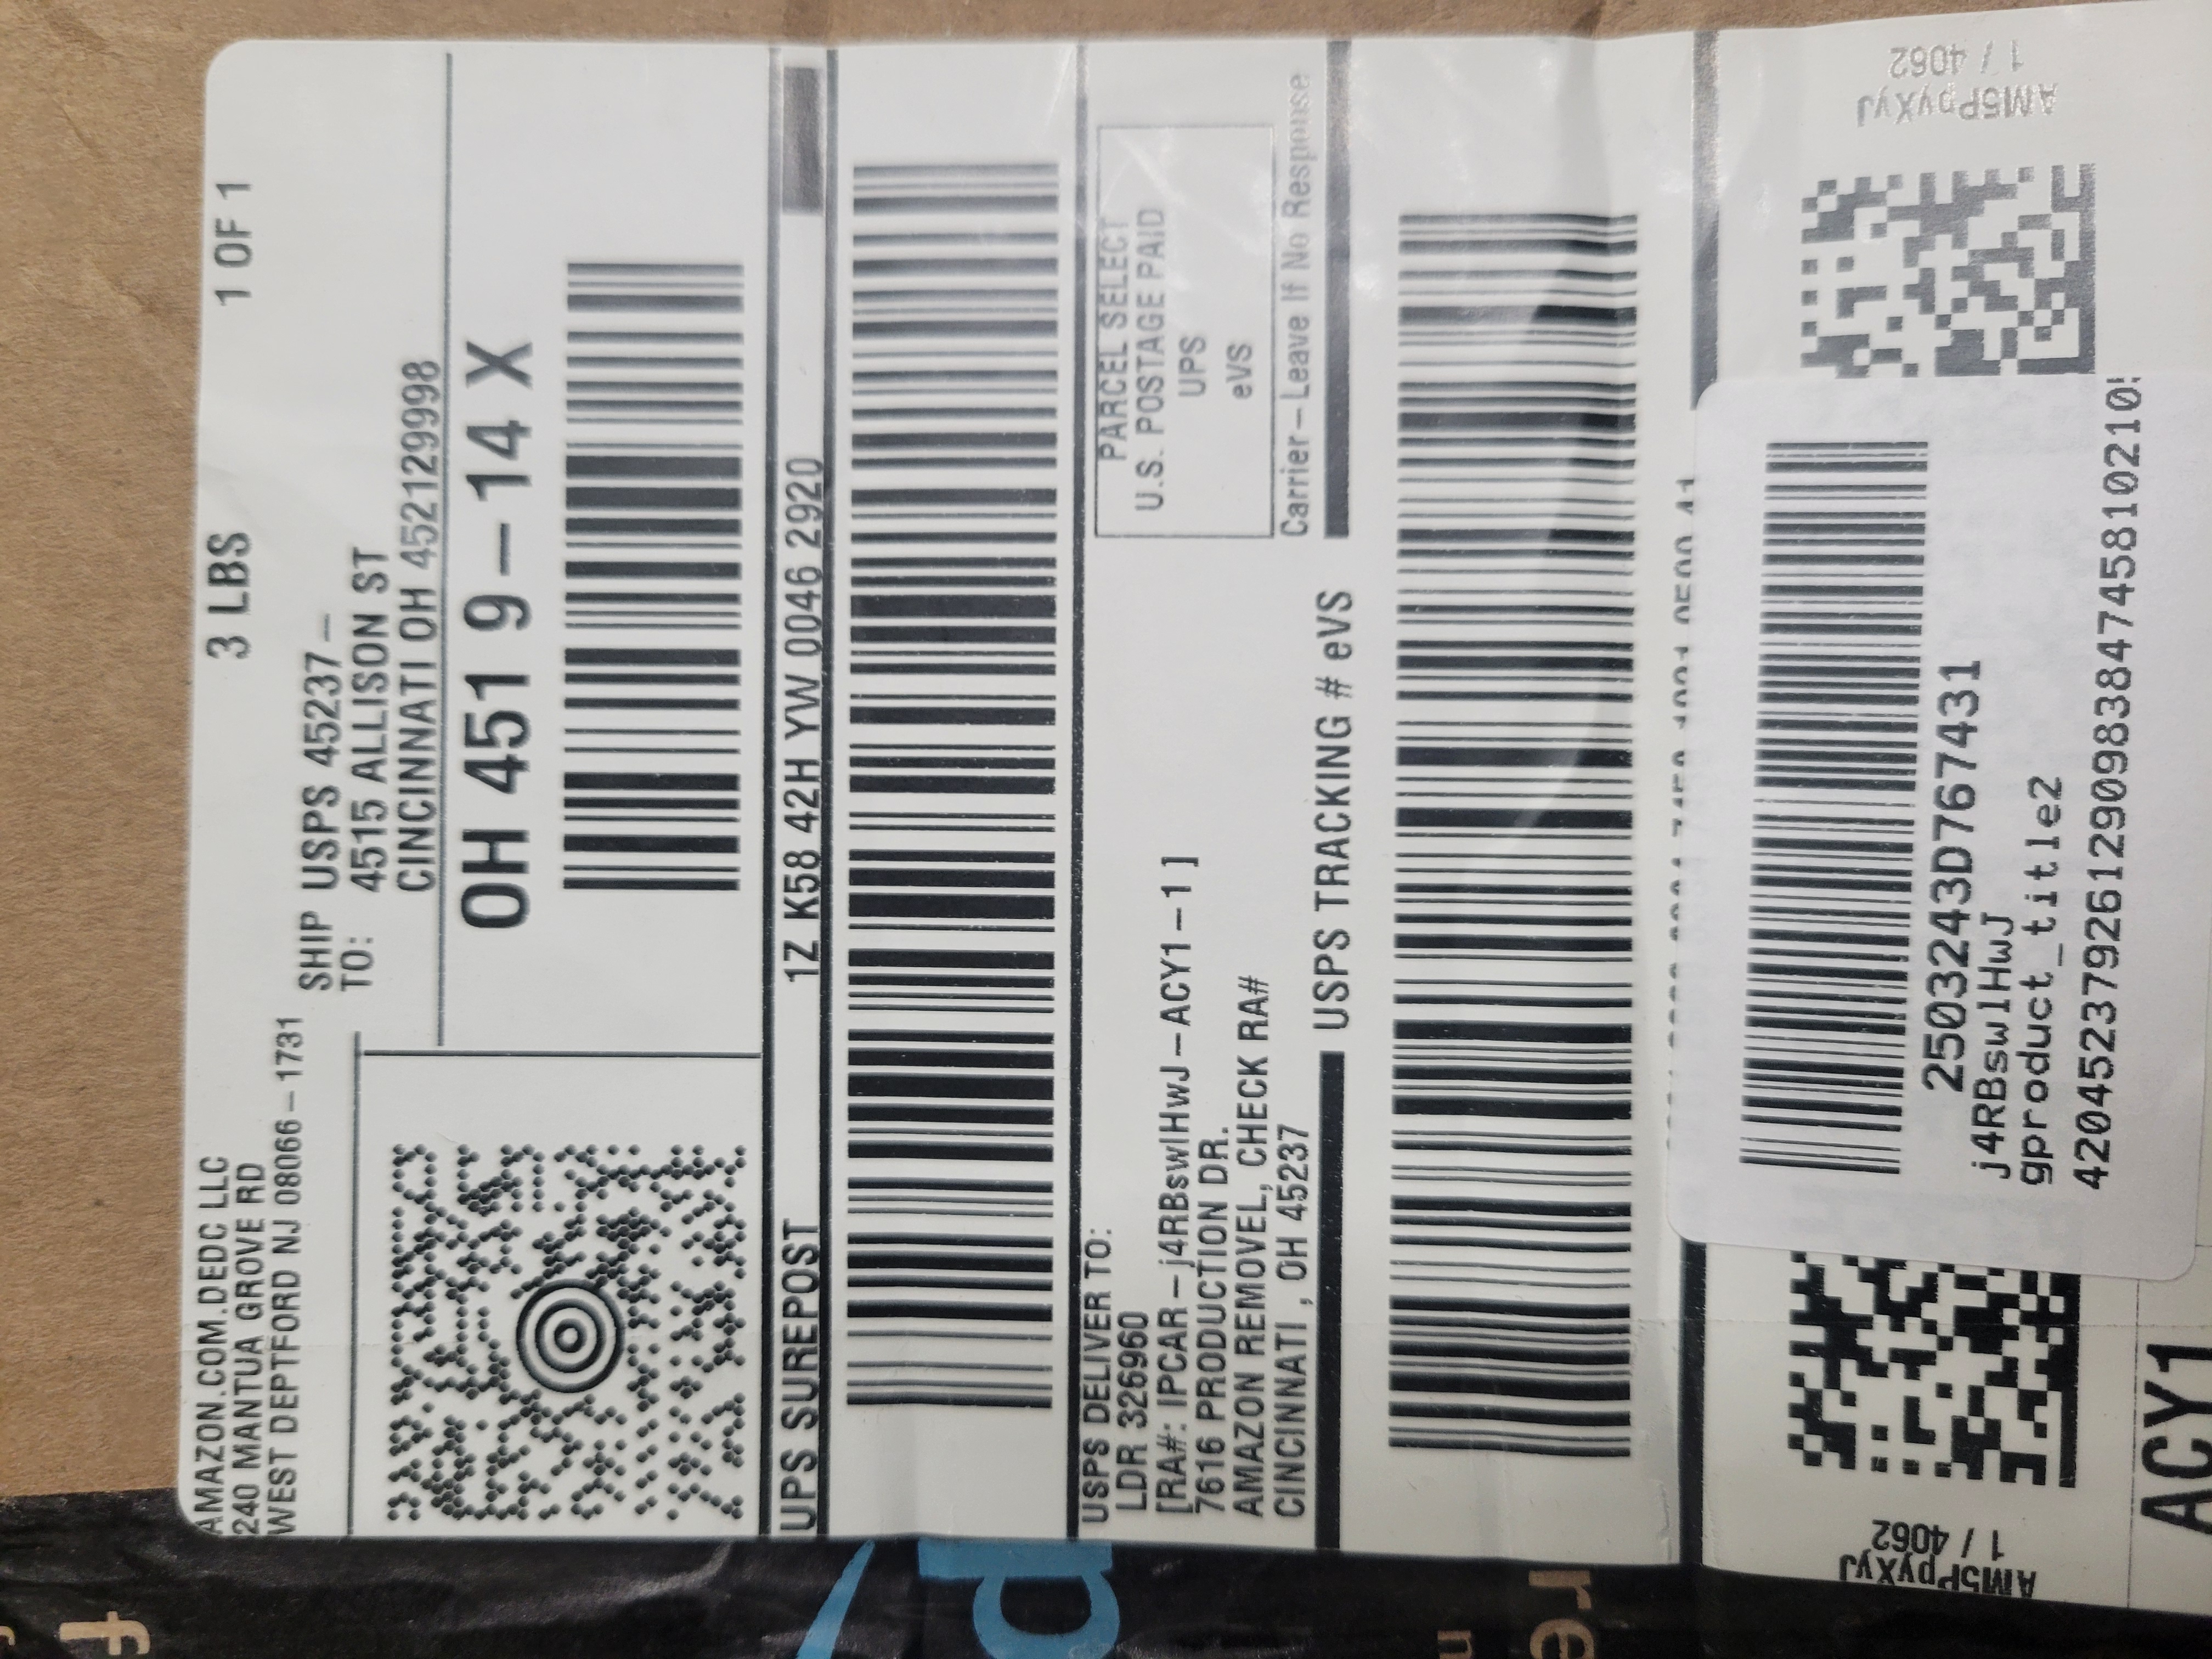 AMAZON.COM.DEDC LLC
240 MANTUA GROVE RD
WEST DEPTFORD NJ 08066-1731
3 LBS
1 OF 1
SHIP USPS 45237-
TO: 4515 ALLISON ST
CINCINNATI OH 452129998
OH 451 9-14 X
UPS SUREPOST
1Z K58 42H YW 0046 2920
USPS DELIVER TO:
LDR 326960
[RA#: IPCAR-j4RBswlHwJ-ACY1-1 ]
7616 PRODUCTION DR.
AMAZON REMOVEL, CHECK RA#
CINCINNATI , OH 45237
PARCEL SELECT
U.S. POSTAGE PAID
UPS
eVS
Carrier-Leave If No Response
USPS TRACKING # eVS
2503243D767431
j4RBswlHwJ
gproduct_title2
AM5PpyXyJ
1 / 4062
AM5PpyXyJ
1 / 4062
ACY1